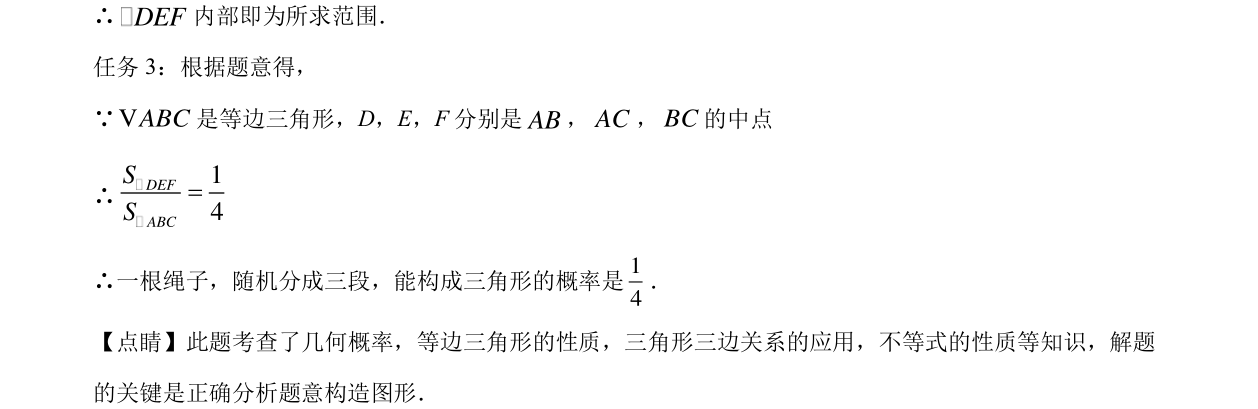 ∴ □DEF 内部即为所求范围．
任务 3：根据题意得，
∵ VABC 是等边三角形，D，E，F 分别是 AB， AC， BC 的中点
∴ S□DEF / S□ABC = 1/4
∴一根绳子，随机分成三段，能构成三角形的概率是 1/4．
【点睛】此题考查了几何概率，等边三角形的性质，三角形三边关系的应用，不等式的性质等知识，解题
的关键是正确分析题意构造图形．